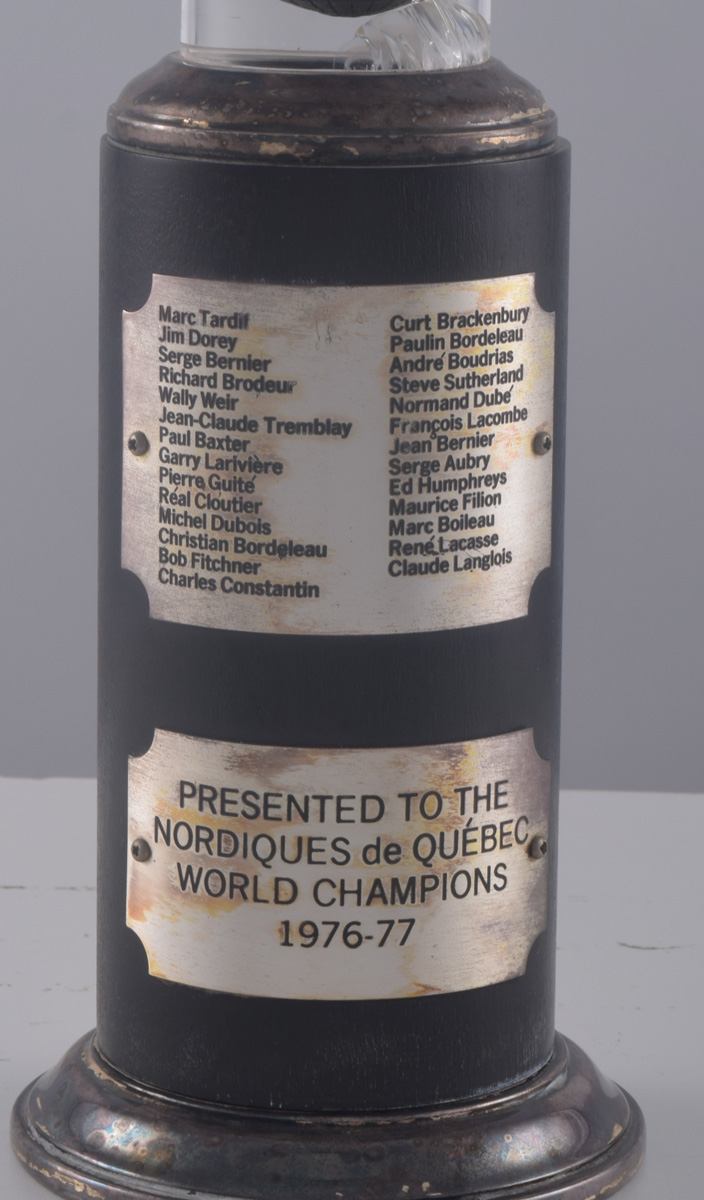 Marc Tardif
Jim Dorey
Serge Bernier
Richard Brodeur
Wally Weir
Jean-Claude Tremblay
Paul Baxter
Garry Larivière
Pierre Guité
Réal Cloutier
Michel Dubois
Christian Bordeleau
Bob Fitchner
Charles Constantin
Curt Brackenbury
Paulin Bordeleau
André Boudrias
Steve Sutherland
Normand Dubé
François Lacombe
Jean Bernier
Serge Aubry
Ed Humphreys
Maurice Filion
Marc Boileau
René Lacasse
Claude Langlois
PRESENTED TO THE
NORDIQUES de QUÉBEC
WORLD CHAMPIONS
1976-77